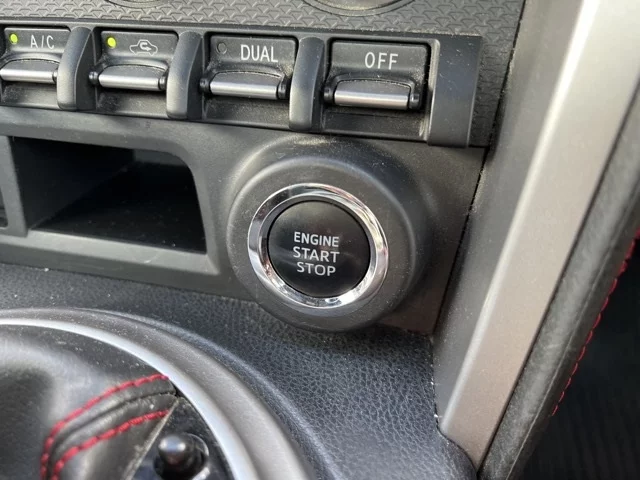 A/C
DUAL
OFF
ENGINE
START
STOP